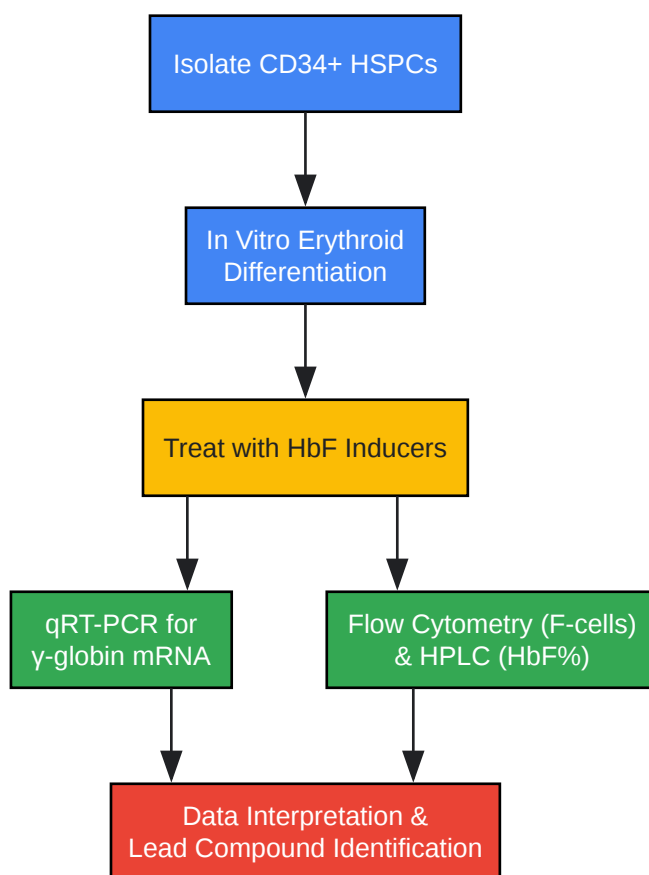 Isolate CD34+ HSPCs
In Vitro Erythroid
Differentiation
Treat with HbF Inducers
qRT-PCR for
γ-globin mRNA
Flow Cytometry (F-cells)
& HPLC (HbF%)
Data Interpretation &
Lead Compound Identification